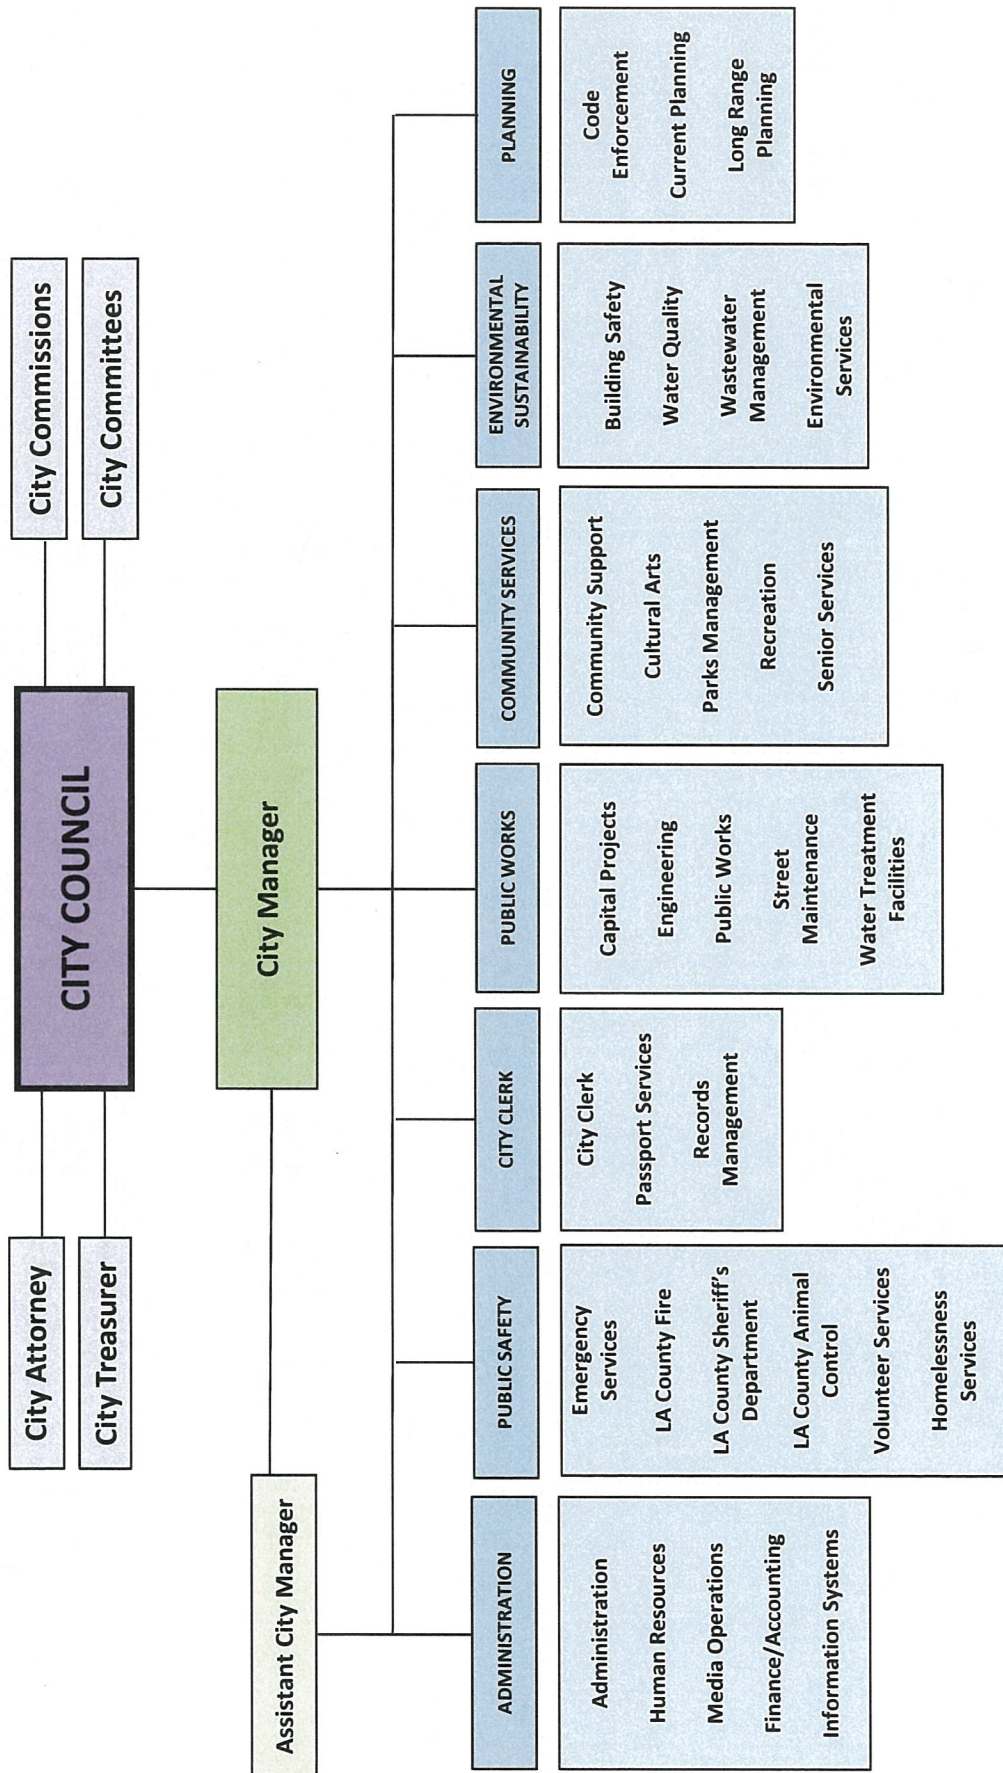 City Attorney
City Treasurer
CITY COUNCIL
City Commissions
City Committees
Assistant City Manager
City Manager
ADMINISTRATION
Administration
Human Resources
Media Operations
Finance/Accounting
Information Systems
PUBLIC SAFETY
Emergency
Services
LA County Fire
LA County Sheriff's
Department
LA County Animal
Control
Volunteer Services
Homelessness
Services
CITY CLERK
City Clerk
Passport Services
Records
Management
PUBLIC WORKS
Capital Projects
Engineering
Public Works
Street
Maintenance
Water Treatment
Facilities
COMMUNITY SERVICES
Community Support
Cultural Arts
Parks Management
Recreation
Senior Services
ENVIRONMENTAL
SUSTAINABILITY
Building Safety
Water Quality
Wastewater
Management
Environmental
Services
PLANNING
Code
Enforcement
Current Planning
Long Range
Planning